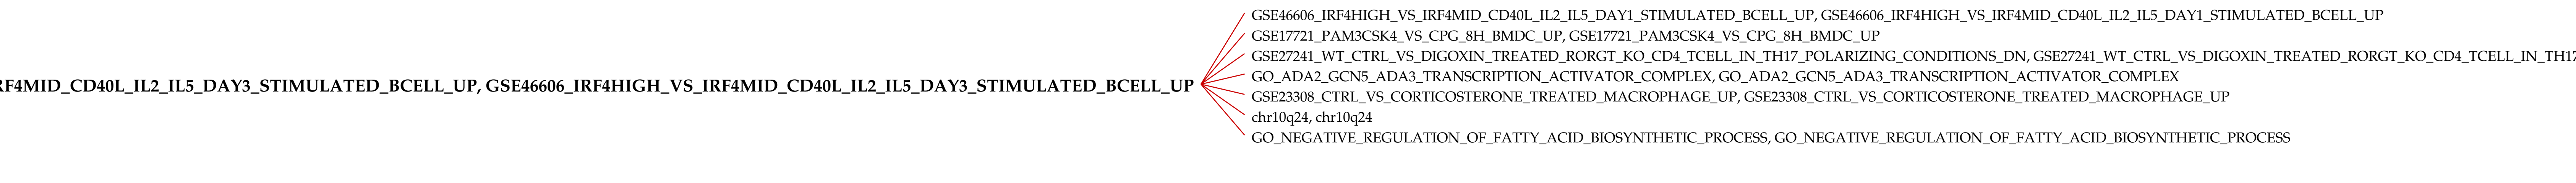 GSE46606_IRF4HIGH_VS_IRF4MID_CD40L_IL2_IL5_DAY1_STIMULATED_BCELL_UP, GSE46606_IRF4HIGH_VS_IRF4MID_CD40L_IL2_IL5_DAY1_STIMULATED_BCELL_UP
GSE17721_PAM3CSK4_VS_CPG_8H_BMDC_UP, GSE17721_PAM3CSK4_VS_CPG_8H_BMDC_UP
GSE27241_WT_CTRL_VS_DIGOXIN_TREATED_RORGT_KO_CD4_TCELL_IN_TH17_POLARIZING_CONDITIONS_DN, GSE27241_WT_CTRL_VS_DIGOXIN_TREATED_RORGT_KO_CD4_TCELL_IN_TH17
RF4MID_CD40L_IL2_IL5_DAY3_STIMULATED_BCELL_UP, GSE46606_IRF4HIGH_VS_IRF4MID_CD40L_IL2_IL5_DAY3_STIMULATED_BCELL_UP
GO_ADA2_GCN5_ADA3_TRANSCRIPTION_ACTIVATOR_COMPLEX, GO_ADA2_GCN5_ADA3_TRANSCRIPTION_ACTIVATOR_COMPLEX
GSE23308_CTRL_VS_CORTICOSTERONE_TREATED_MACROPHAGE_UP, GSE23308_CTRL_VS_CORTICOSTERONE_TREATED_MACROPHAGE_UP
chr10q24, chr10q24
GO_NEGATIVE_REGULATION_OF_FATTY_ACID_BIOSYNTHETIC_PROCESS, GO_NEGATIVE_REGULATION_OF_FATTY_ACID_BIOSYNTHETIC_PROCESS